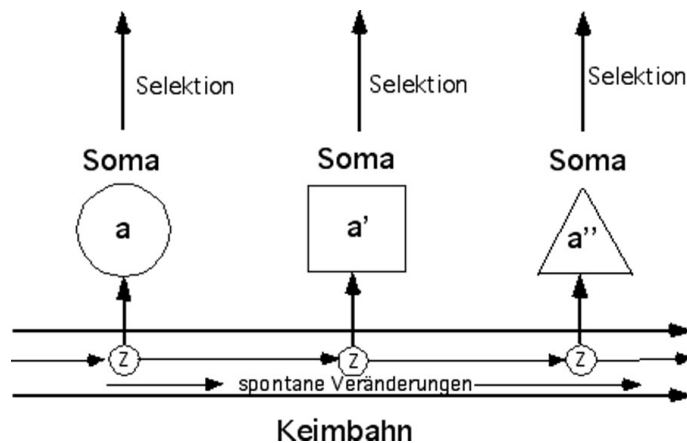 Selektion
Selektion
Selektion
Soma
Soma
Soma
a
a'
a''
Z
Z
Z
spontane Veränderungen
Keimbahn